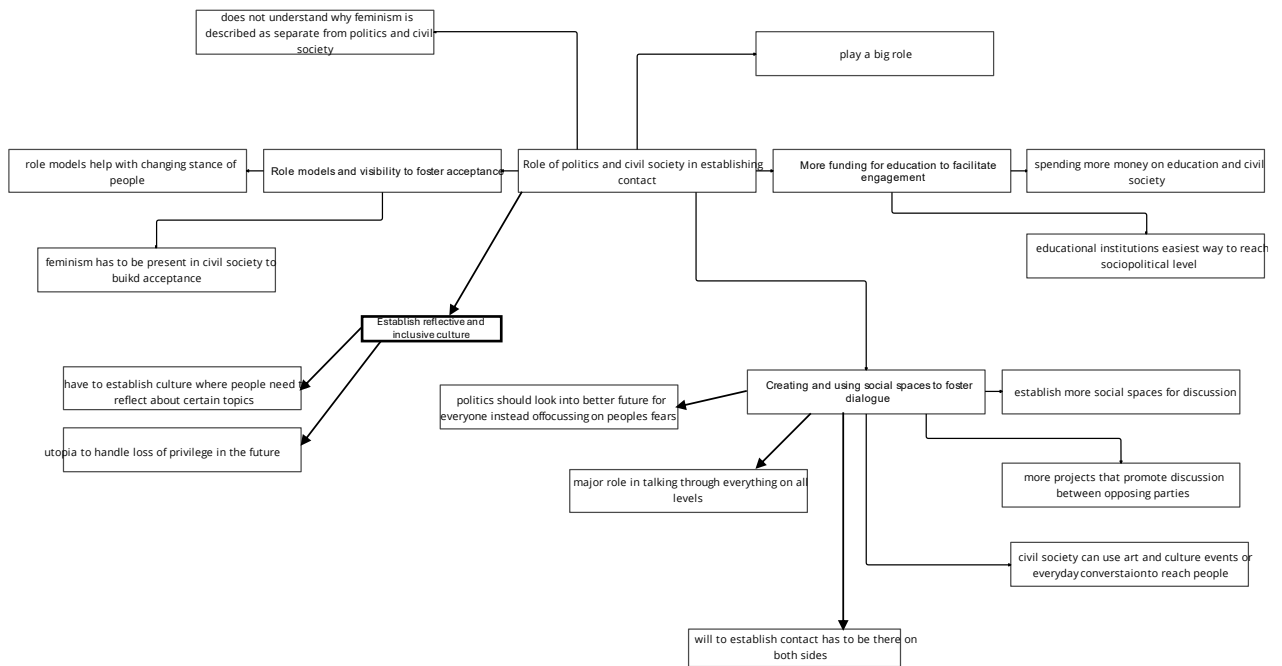 does not understand why feminism is
described as separate from politics and civil
society
play a big role
role models help with changing stance of
people
Role models and visibility to foster acceptance
Role of politics and civil society in establishing
contact
More funding for education to facilitate
engagement
spending more money on education and civil
society
feminism has to be present in civil society to
buikd acceptance
educational institutions easiest way to reach
sociopolitical level
Establish reflective and
inclusive culture
have to establish culture where people need
reflect about certain topics
utopia to handle loss of privilege in the future
politics should look into better future for
everyone instead offocussing on peoples fears
Creating and using social spaces to foster
dialogue
establish more social spaces for discussion
major role in talking through everything on all
levels
more projects that promote discussion
between opposing parties
civil society can use art and culture events or
everyday converstaion to reach people
will to establish contact has to be there on
both sides